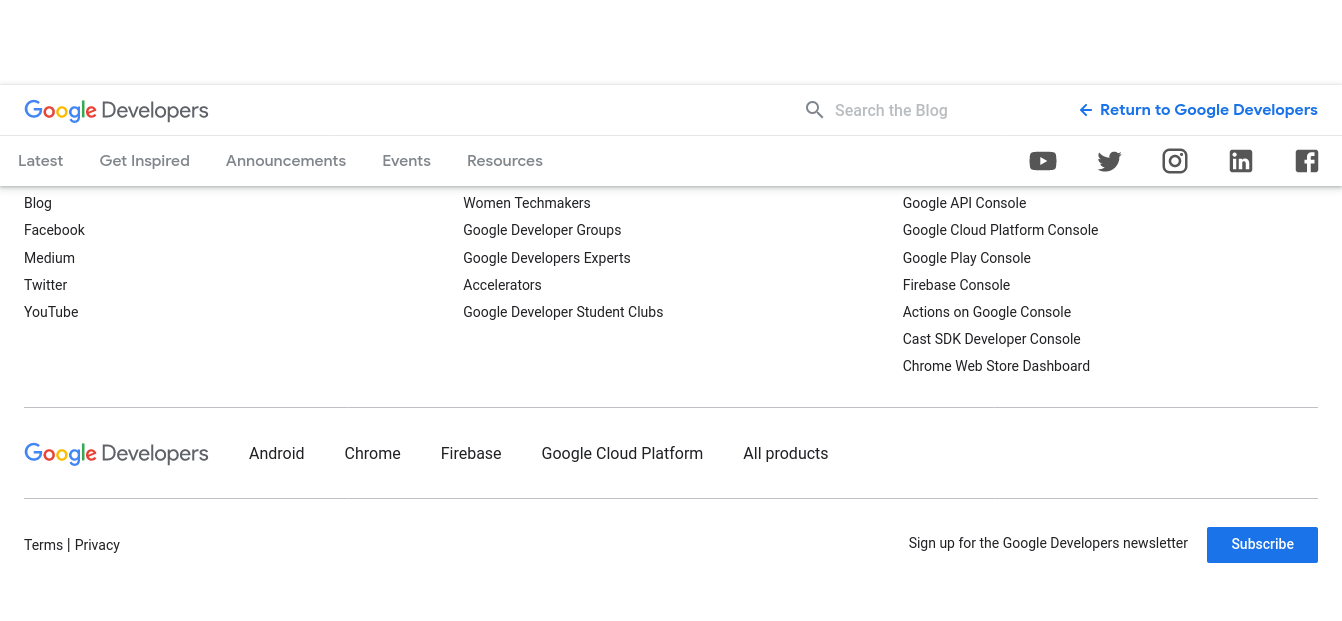 Google Developers
Search the Blog
Return to Google Developers
Latest Get Inspired Announcements Events Resources
Blog
Facebook
Medium
Twitter
YouTube
Women Techmakers
Google Developer Groups
Google Developers Experts
Accelerators
Google Developer Student Clubs
Google API Console
Google Cloud Platform Console
Google Play Console
Firebase Console
Actions on Google Console
Cast SDK Developer Console
Chrome Web Store Dashboard
Google Developers Android Chrome Firebase Google Cloud Platform All products
Terms | Privacy
Sign up for the Google Developers newsletter Subscribe